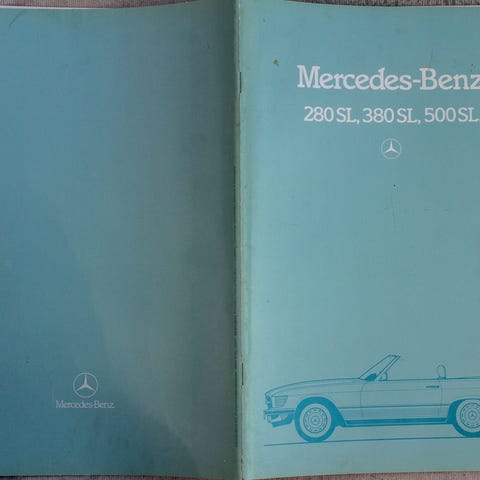 Mercedes-Benz
280 SL, 380 SL, 500 SL.
Mercedes-Benz.